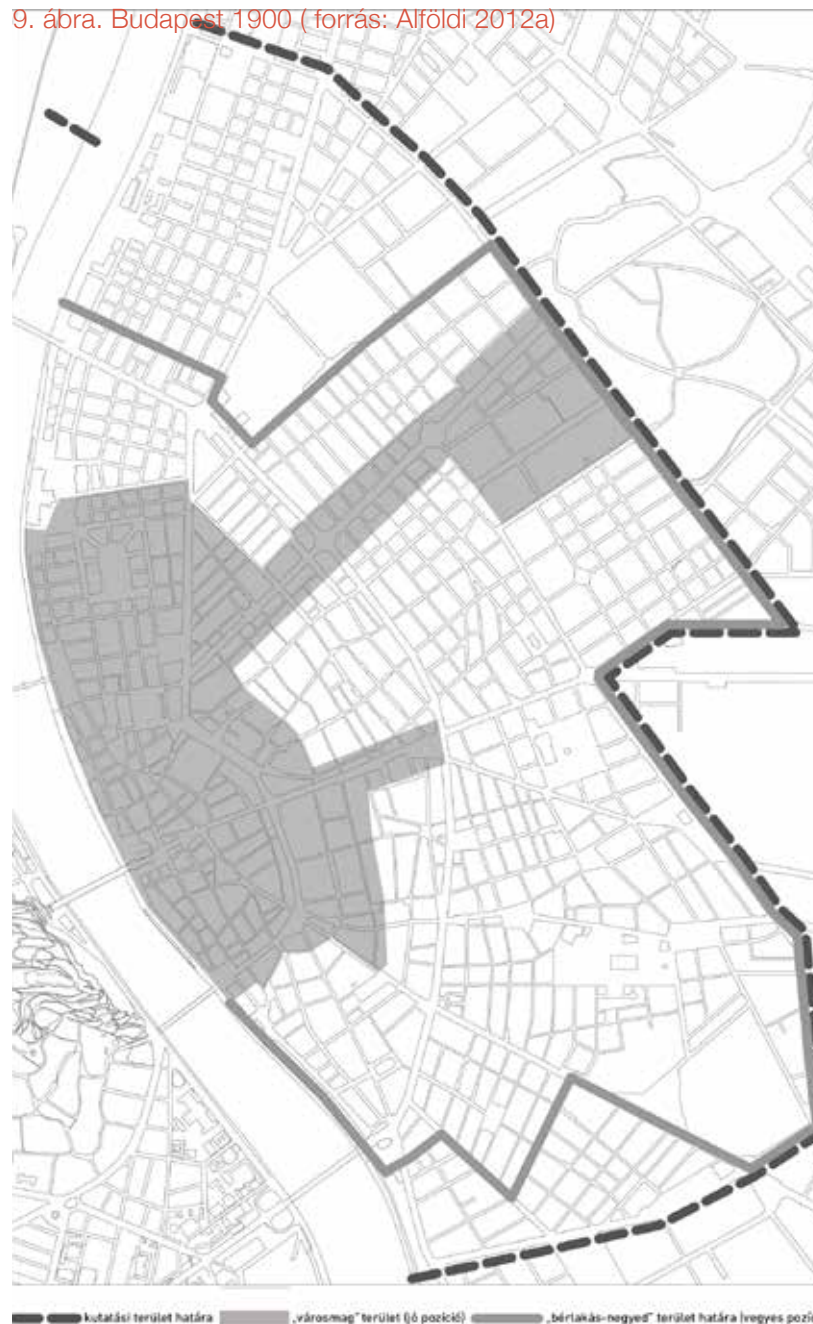 9. ábra. Budapest 1900 ( forrás: Alföldi 2012a)
kutatási terület határa „városmag” terület (jó pozíció) „bérlakás-negyed” terület határa (vegyes pozí